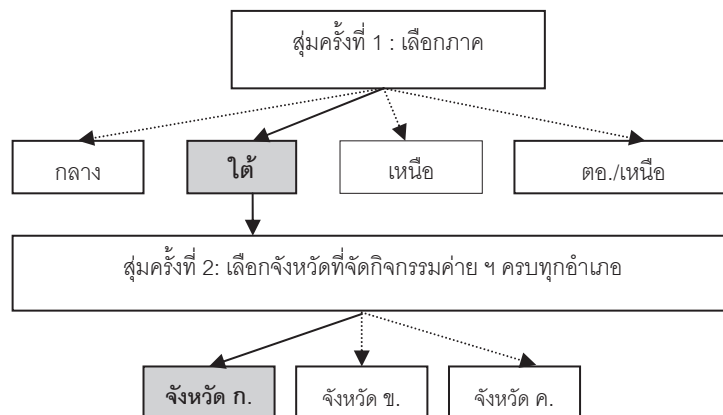 สุ่มครั้งที่ 1 : เลือกภาค
กลาง
ใต้
เหนือ
ตอ./เหนือ
สุ่มครั้งที่ 2: เลือกจังหวัดที่จัดกิจกรรมค่าย ฯ ครบทุกอำเภอ
จังหวัด ก.
จังหวัด ข.
จังหวัด ค.